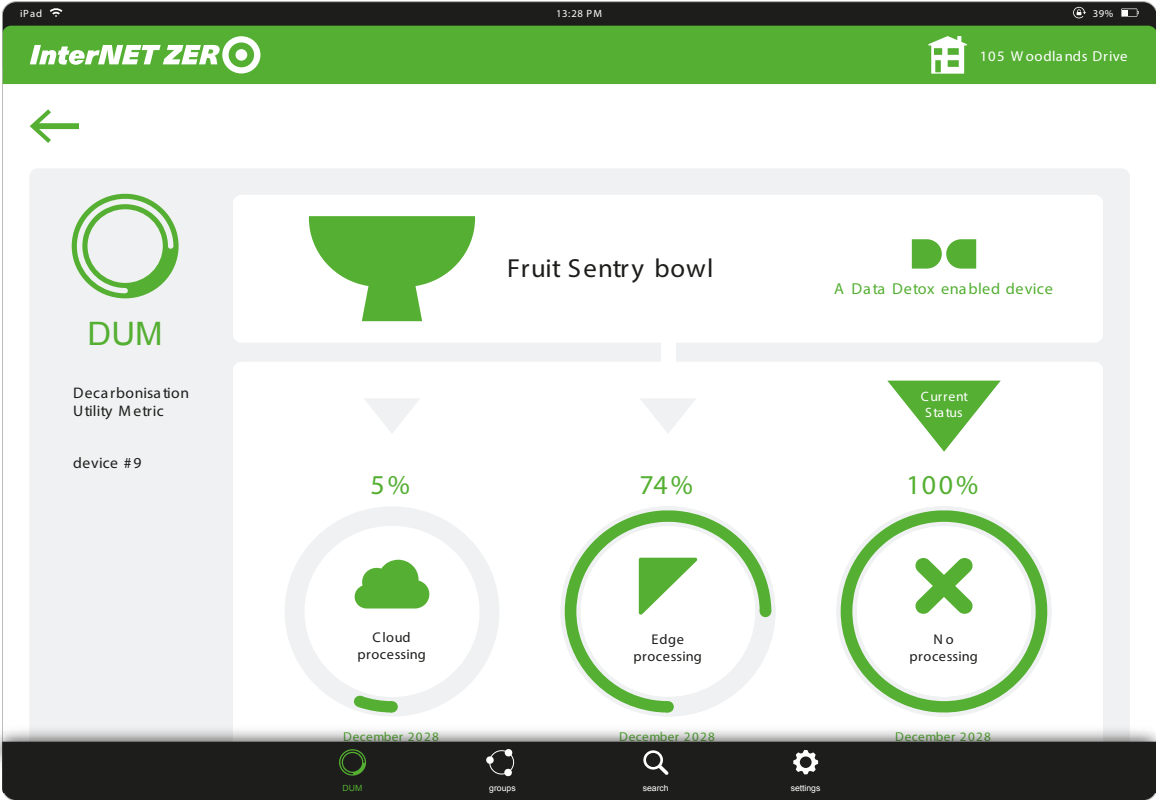 iPad 13:28 PM 39%
InterNET ZERO 105 Woodlands Drive
DUM
Decarbonisation
Utility Metric
device #9
Fruit Sentry bowl
A Data Detox enabled device
Current
Status
5% 74% 100%
Cloud
processing
Edge
processing
No
processing
December 2028 December 2028 December 2028
DUM groups search settings